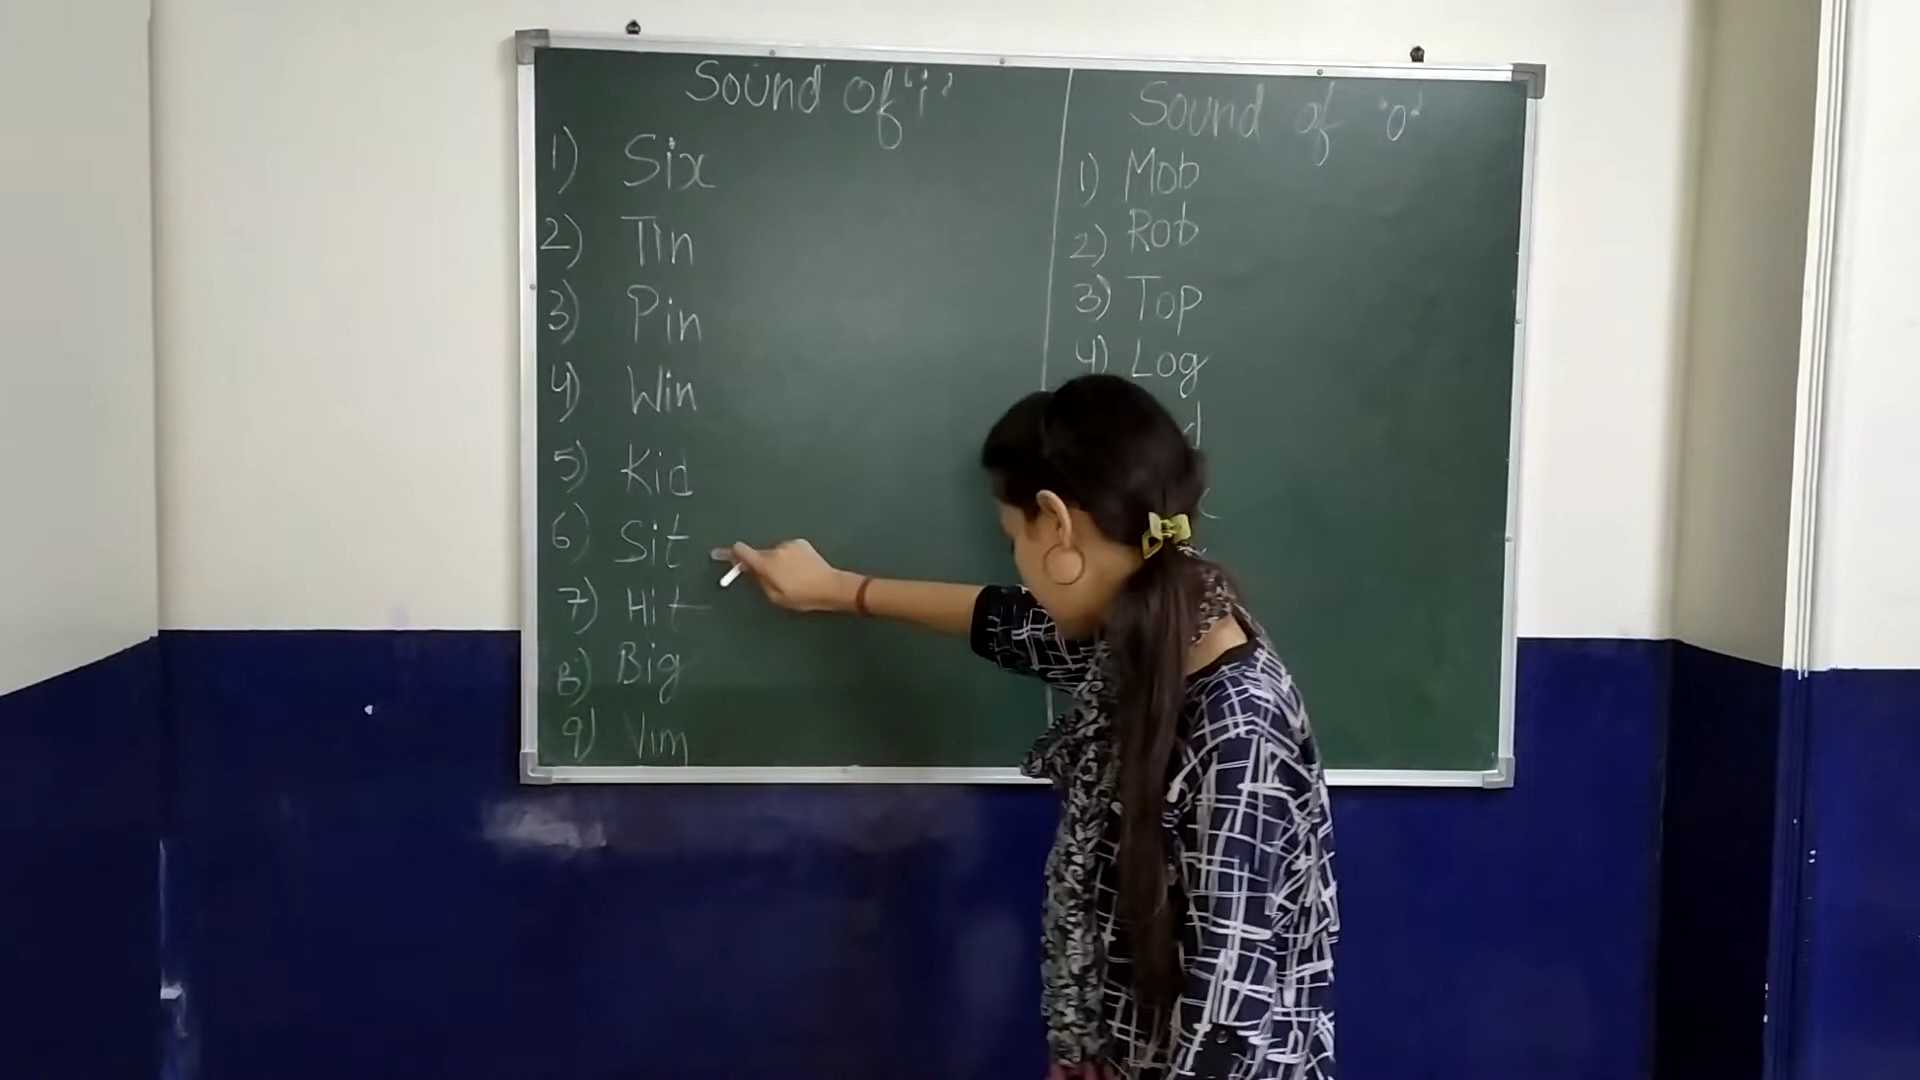 Sound of 'i'
1) Six
2) Tin
3) Pin
4) Win
5) Kid
6) Sit
7) Hit
8) Big
9) Vim
Sound of 'o'
1) Mob
2) Rob
3) Top
4) Log